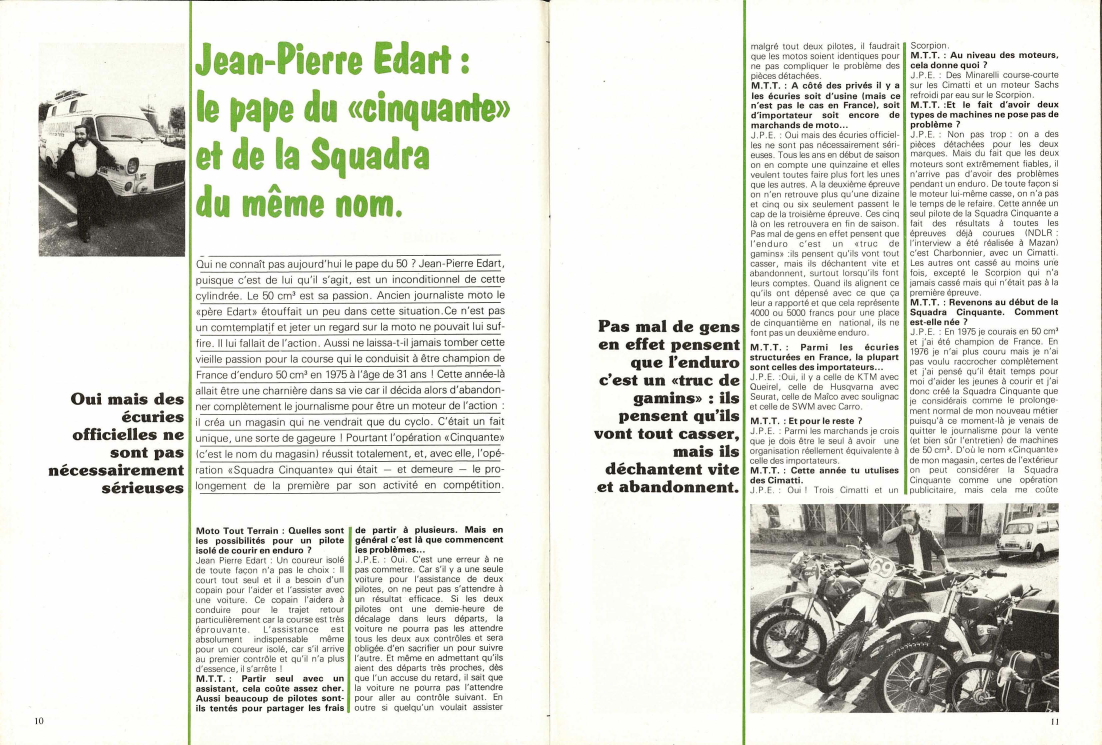 Jean-Pierre Edart :
le pape du «cinquante»
et de la Squadra
du même nom.
Qui ne connaît pas aujourd'hui le pape du 50 ? Jean-Pierre Edart,
puisque c'est de lui qu'il s'agit, est un inconditionnel de cette
cylindrée. Le 50 cm³ est sa passion. Ancien journaliste moto le
«père Edart» étouffait un peu dans cette situation.Ce n'est pas
un comtemplatif et jeter un regard sur la moto ne pouvait lui suf-
fire. Il lui fallait de l'action. Aussi ne laissa-t-il jamais tomber cette
vieille passion pour la course qui le conduisit à être champion de
France d'enduro 50 cm³ en 1975 à l'âge de 31 ans ! Cette année-là
allait être une charnière dans sa vie car il décida alors d'abandon-
ner complètement le journalisme pour être un moteur de l'action :
il créa un magasin qui ne vendrait que du cyclo. C'était un fait
unique, une sorte de gageure ! Pourtant l'opération «Cinquante»
(c'est le nom du magasin) réussit totalement, et, avec elle, l'opé-
ration «Squadra Cinquante» qui était — et demeure — le pro-
longement de la première par son activité en compétition.
Oui mais des
écuries
officielles ne
sont pas
nécessairement
sérieuses
Moto Tout Terrain : Quelles sont
les possibilités pour un pilote
isolé de courir en enduro ?
Jean Pierre Edart : Un coureur isolé
de toute façon n'a pas le choix : Il
court tout seul et il a besoin d'un
copain pour l'aider et l'assister avec
une voiture. Ce copain l'aidera à
conduire pour le trajet retour
particulièrement car la course est très
éprouvante. L'assistance est
absolument indispensable même
pour un coureur isolé, car s'il arrive
au premier contrôle et qu'il n'a plus
d'essence, il s'arrête !
M.T.T. : Partir seul avec un
assistant, cela coûte assez cher.
Aussi beaucoup de pilotes sont-
ils tentés pour partager les frais
de partir à plusieurs. Mais en
général c'est là que commencent
les problèmes...
J.P.E. : Oui. C'est une erreur à ne
pas commetre. Car s'il y a une seule
voiture pour l'assistance de deux
pilotes, on ne peut pas s'attendre à
un résultat efficace. Si les deux
pilotes ont une demie-heure de
décalage dans leurs départs, la
voiture ne pourra pas les attendre
tous les deux aux contrôles et sera
obligée d'en sacrifier un pour suivre
l'autre. Et même en admettant qu'ils
aient des départs très proches, dès
que l'un accuse du retard, il sait que
la voiture ne pourra pas l'attendre
pour aller au contrôle suivant. En
outre si quelqu'un voulait assister
10
Pas mal de gens
en effet pensent
que l'enduro
c'est un «truc de
gamins» : ils
pensent qu'ils
vont tout casser,
mais ils
déchantent vite
et abandonnent.
malgré tout deux pilotes, il faudrait
que les motos soient identiques pour
ne pas compliquer le problème des
pièces détachées.
M.T.T. : A côté des privés il y a
les écuries soit d'usine (mais ce
n'est pas le cas en France), soit
d'importateur soit encore de
marchands de moto...
J.P.E. : Oui mais des écuries officiel-
les ne sont pas nécessairement séri-
euses. Tous les ans en début de saison
on en compte une quinzaine et elles
veulent toutes faire plus fort les unes
que les autres. A la deuxième épreuve
on n'en retrouve plus qu'une dizaine
et cinq ou six seulement passent le
cap de la troisième épreuve. Ces cinq
là on les retrouvera en fin de saison.
Pas mal de gens en effet pensent que
l'enduro c'est un «truc de
gamins» :ils pensent qu'ils vont tout
casser, mais ils déchantent vite et
abandonnent, surtout lorsqu'ils font
leurs comptes. Quand ils alignent ce
qu'ils ont dépensé avec ce que ça
leur a rapporté et que cela représente
4000 ou 5000 francs pour une place
de cinquantième en national, ils ne
font pas un deuxième enduro.
M.T.T. : Parmi les écuries
structurées en France, la plupart
sont celles des importateurs...
J.P.E. :Oui, il y a celle de KTM avec
Queirel, celle de Husqvarna avec
Seurat, celle de Maïco avec soulignac
et celle de SWM avec Carro.
M.T.T. : Et pour le reste ?
J.P.E. : Parmi les marchands je crois
que je dois être le seul à avoir une
organisation réellement équivalente à
celle des importateurs.
M.T.T. : Cette année tu utulises
des Cimatti.
J.P.E. : Oui ! Trois Cimatti et un
Scorpion.
M.T.T. : Au niveau des moteurs,
cela donne quoi ?
J.P.E. : Des Minarelli course-courte
sur les Cimatti et un moteur Sachs
refroidi par eau sur le Scorpion.
M.T.T. :Et le fait d'avoir deux
types de machines ne pose pas de
problème ?
J.P.E. : Non pas trop : on a des
pièces détachées pour les deux
marques. Mais du fait que les deux
moteurs sont extrêmement fiables, il
n'arrive pas d'avoir des problèmes
pendant un enduro. De toute façon si
le moteur lui-même casse, on n'a pas
le temps de le refaire. Cette année un
seul pilote de la Squadra Cinquante a
fait des résultats à toutes les
épreuves déjà courues (NDLR :
l'interview a été réalisée à Mazan)
c'est Charbonnier, avec un Cimatti.
Les autres ont cassé au moins une
fois, excepté le Scorpion qui n'a
jamais cassé mais qui n'était pas à la
première épreuve.
M.T.T. : Revenons au début de la
Squadra Cinquante. Comment
est-elle née ?
J.P.E. : En 1975 je courais en 50 cm³
et j'ai été champion de France. En
1976 je n'ai plus couru mais je n'ai
pas voulu raccrocher complètement
et j'ai pensé qu'il était temps pour
moi d'aider les jeunes à courir et j'ai
donc créé la Squadra Cinquante que
je considérais comme le prolonge-
ment normal de mon nouveau métier
puisqu'à ce moment-là je venais de
quitter le journalisme pour la vente
(et bien sûr l'entretien) de machines
de 50 cm³. D'où le nom «Cinquante»
de mon magasin, certes de l'extérieur
on peut considérer la Squadra
Cinquante comme une opération
publicitaire, mais cela me coûte
11